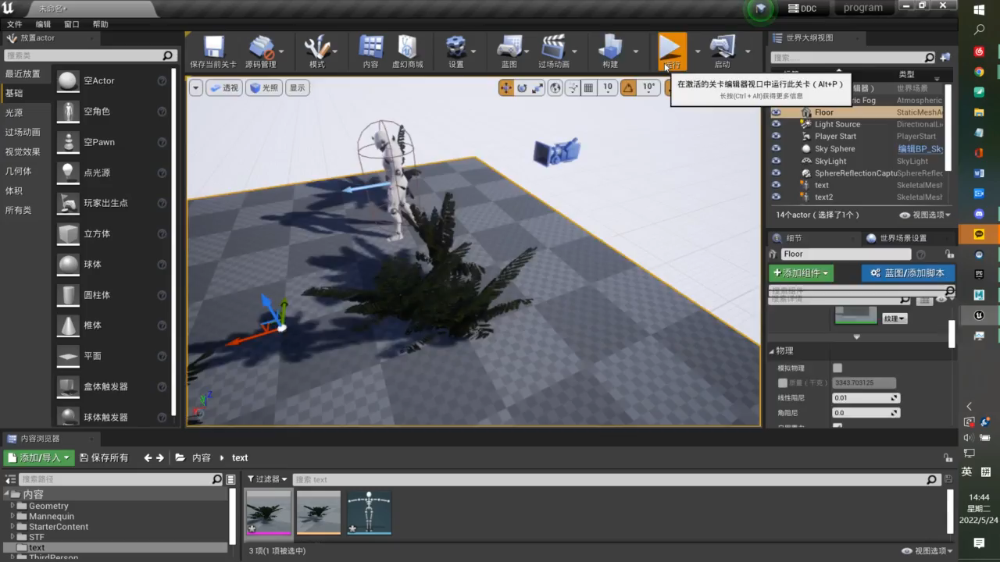 未命名*
DDC
program
文件
编辑
窗口
帮助
放置actor
搜索类
最近放置
基础
光源
过场动画
视觉效果
几何体
体积
所有类
空Actor
空角色
空Pawn
点光源
玩家出生点
立方体
球体
圆柱体
椎体
平面
盒体触发器
球体触发器
保存当前关卡
源码管理
模式
内容
虚幻商城
设置
蓝图
过场动画
构建
运行
启动
透视
光照
显示
10
10°
在激活的关卡编辑器视口中运行此关卡 ( Alt+P )
长按(Ctrl + Alt)获得更多信息
世界大纲视图
搜索......
类型
世界场景
Atmospheric
Floor
StaticMeshA
Light Source
DirectionalLi
Player Start
PlayerStart
Sky Sphere
编辑BP_Sky
SkyLight
SkyLight
SphereReflectionCaptu
SphereReflec
text
SkeletalMesh
text2
SkeletalMesh
14个actor ( 选择了1个 )
视图选项
细节
世界场景设置
Floor
添加组件
蓝图/添加脚本
搜索组件
搜索详情
纹理
物理
模拟物理
质量 ( 千克 )
3343.703125
线性阻尼
0.01
角阻尼
0.0
内容浏览器
添加/导入
保存所有
内容
text
搜索路径
过滤器
搜索 text
内容
Geometry
Mannequin
StarterContent
STF
text
ThirdPerson
3 项(1 项被选中)
视图选项
英
拼
14:44
星期二
2022/5/24